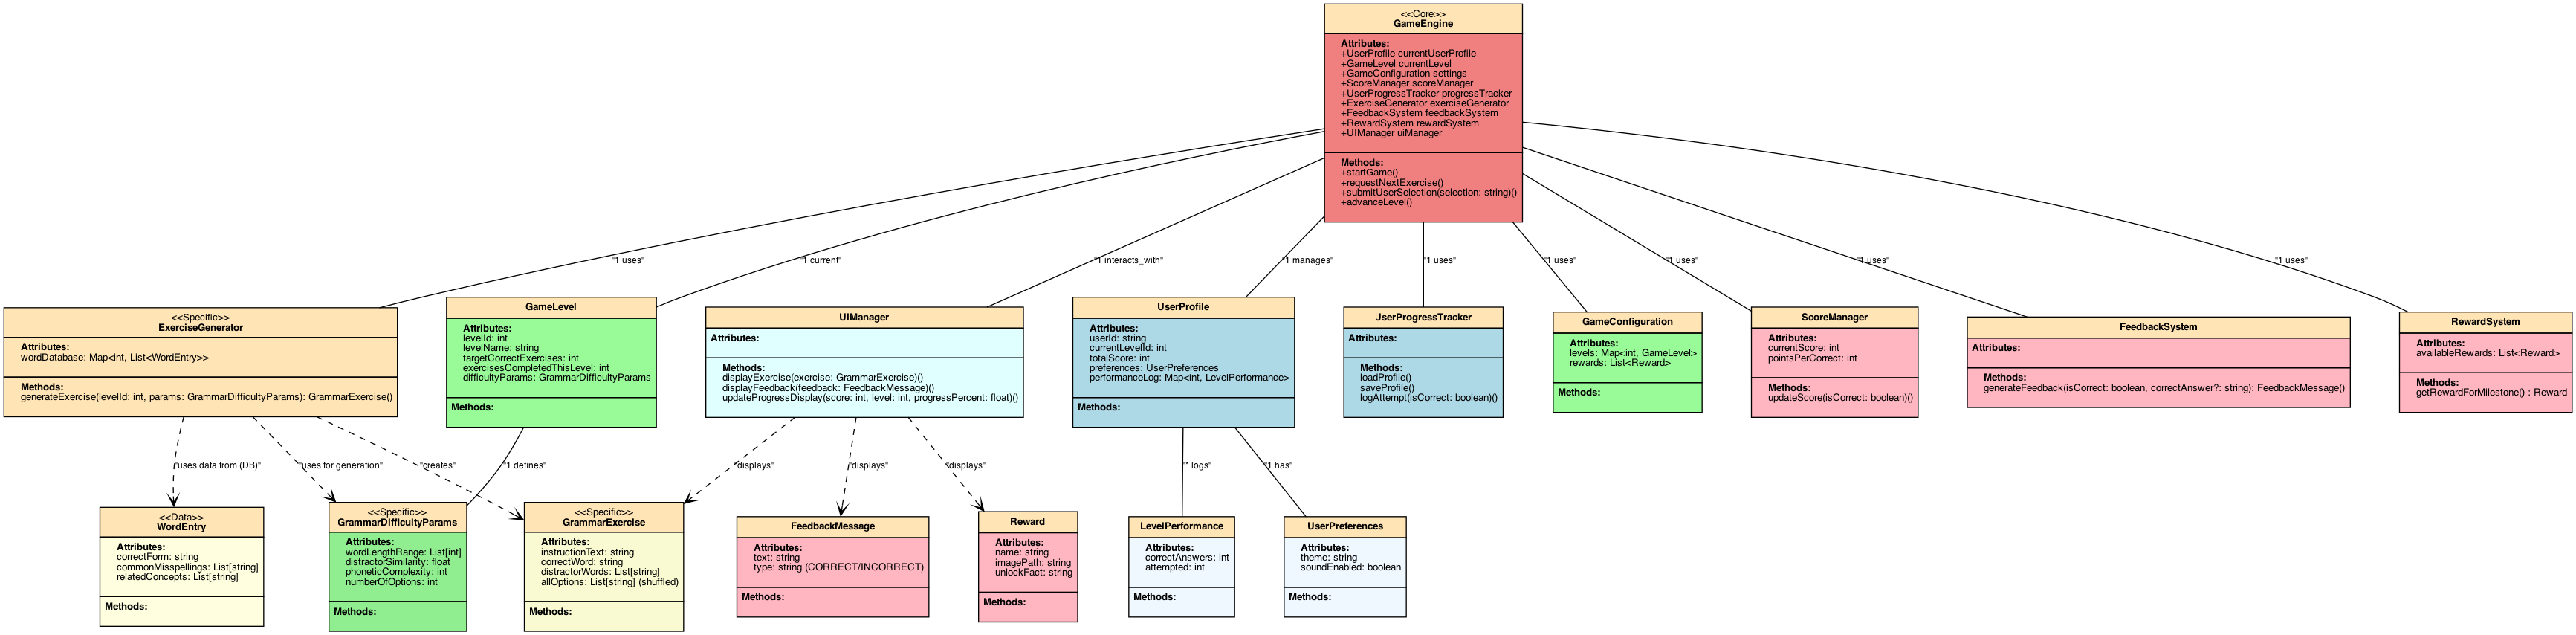 <<Core>>
GameEngine
Attributes:
+UserProfile currentUserProfile
+GameLevel currentLevel
+GameConfiguration settings
+ScoreManager scoreManager
+UserProgressTracker progressTracker
+ExerciseGenerator exerciseGenerator
+FeedbackSystem feedbackSystem
+RewardSystem rewardSystem
+UIManager uiManager
Methods:
+startGame()
+requestNextExercise()
+submitUserSelection(selection: string)()
+advanceLevel()
"1 uses"
"1 current"
"1 interacts_with"
"1 manages"
"1 uses"
"1 uses"
"1 uses"
"1 uses"
"1 uses"
<<Specific>>
ExerciseGenerator
Attributes:
wordDatabase: Map<int, List<WordEntry>>
Methods:
generateExercise(levelId: int, params: GrammarDifficultyParams): GrammarExercise()
GameLevel
Attributes:
levelId: int
levelName: string
targetCorrectExercises: int
exercisesCompletedThisLevel: int
difficultyParams: GrammarDifficultyParams
Methods:
UIManager
Attributes:
Methods:
displayExercise(exercise: GrammarExercise)()
displayFeedback(feedback: FeedbackMessage)()
updateProgressDisplay(score: int, level: int, progressPercent: float)()
UserProfile
Attributes:
userId: string
currentLevelId: int
totalScore: int
preferences: UserPreferences
performanceLog: Map<int, LevelPerformance>
Methods:
UserProgressTracker
Attributes:
Methods:
loadProfile()
saveProfile()
logAttempt(isCorrect: boolean)()
GameConfiguration
Attributes:
levels: Map<int, GameLevel>
rewards: List<Reward>
Methods:
ScoreManager
Attributes:
currentScore: int
pointsPerCorrect: int
Methods:
updateScore(isCorrect: boolean)()
FeedbackSystem
Attributes:
Methods:
generateFeedback(isCorrect: boolean, correctAnswer?: string): FeedbackMessage()
RewardSystem
Attributes:
availableRewards: List<Reward>
Methods:
getRewardForMilestone() : Reward
"uses data from (DB)"
"uses for generation"
"creates"
"1 defines"
"displays"
"displays"
"displays"
"* logs"
"1 has"
<<Data>>
WordEntry
Attributes:
correctForm: string
commonMisspellings: List[string]
relatedConcepts: List[string]
Methods:
<<Specific>>
GrammarDifficultyParams
Attributes:
wordLengthRange: List[int]
distractorSimilarity: float
phoneticComplexity: int
numberOfOptions: int
Methods:
<<Specific>>
GrammarExercise
Attributes:
instructionText: string
correctWord: string
distractorWords: List[string]
allOptions: List[string] (shuffled)
Methods:
FeedbackMessage
Attributes:
text: string
type: string (CORRECT/INCORRECT)
Methods:
Reward
Attributes:
name: string
imagePath: string
unlockFact: string
Methods:
LevelPerformance
Attributes:
correctAnswers: int
attempted: int
Methods:
UserPreferences
Attributes:
theme: string
soundEnabled: boolean
Methods: